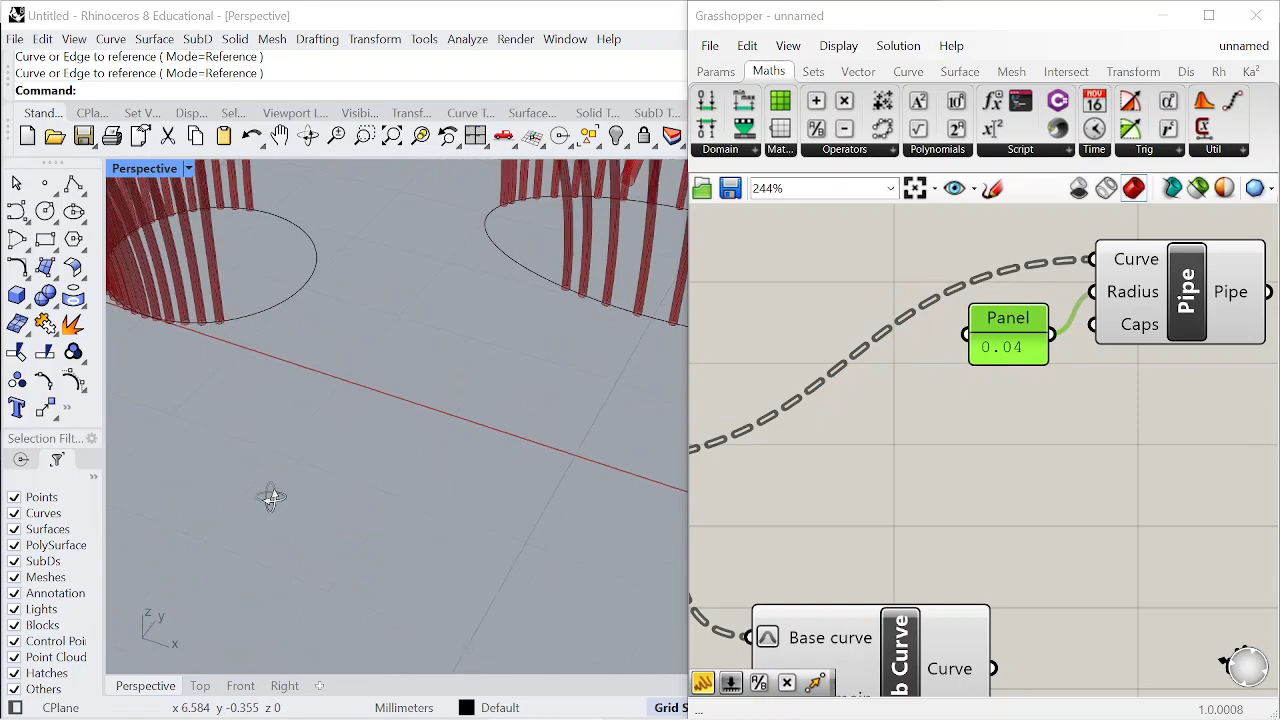 Untitled - Rhinoceros 8 Educational - [Perspective]
File Edit View Curve Surface SubD Solid Mesh Drafting Transform Tools Analyze Render Window Help
Curve or Edge to reference ( Mode=Reference )
Curve or Edge to reference ( Mode=Reference )
Command:
Stand... CPla... Set V... Disp... Sel... Viewport L... Visibi... Transf... Curve T... Surface... Solid T... SubD T
Perspective
Selection Filt...
Points
Curves
Surfaces
PolySurface
SubDs
Meshes
Annotation
Lights
Blocks
Control Poi
Point Cloud
Hatches
Others
z y
x
Perspective Front Right
CPlane x 6.584 y -0.353 z 0 Millimeters Default Grid S
Grasshopper - unnamed
File Edit View Display Solution Help unnamed
Params Maths Sets Vector Curve Surface Mesh Intersect Transform Dis Rh Ka²
Domain Mat... Operators Polynomials Script Time Trig Util
NOV
16
244%
Curve
Radius
Caps
Pipe
Pipe
Panel
0.04
Base curve
b Curve
Curve
...
1.0.0008